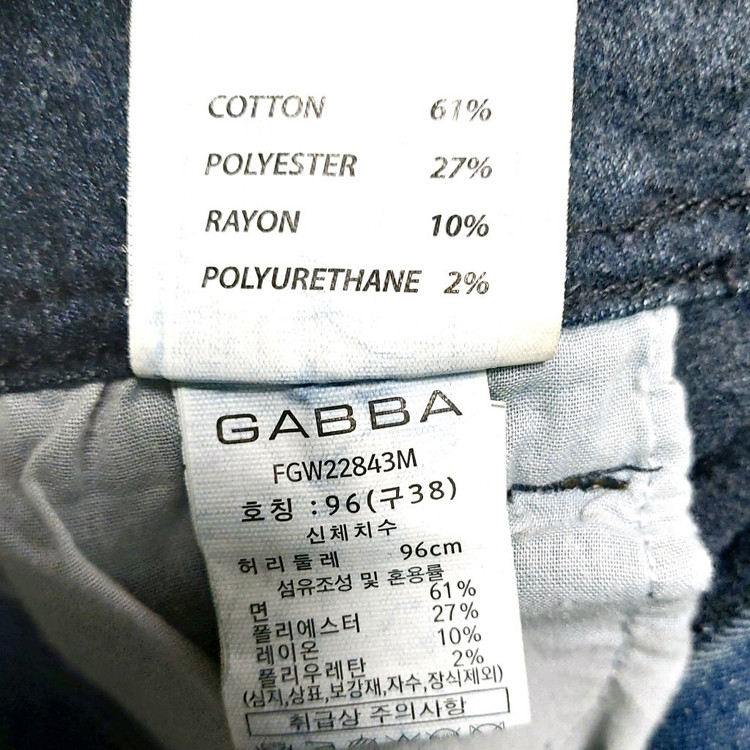 COTTON 61%
POLYESTER 27%
RAYON 10%
POLYURETHANE 2%
GABBA
FGW22843M
호칭 : 96(구38)
신체치수
허리둘레 96cm
섬유조성 및 혼용률
면 61%
폴리에스터 27%
레이온 10%
폴리우레탄 2%
(심지,상표,보강재,자수,장식제외)
취급상 주의사항